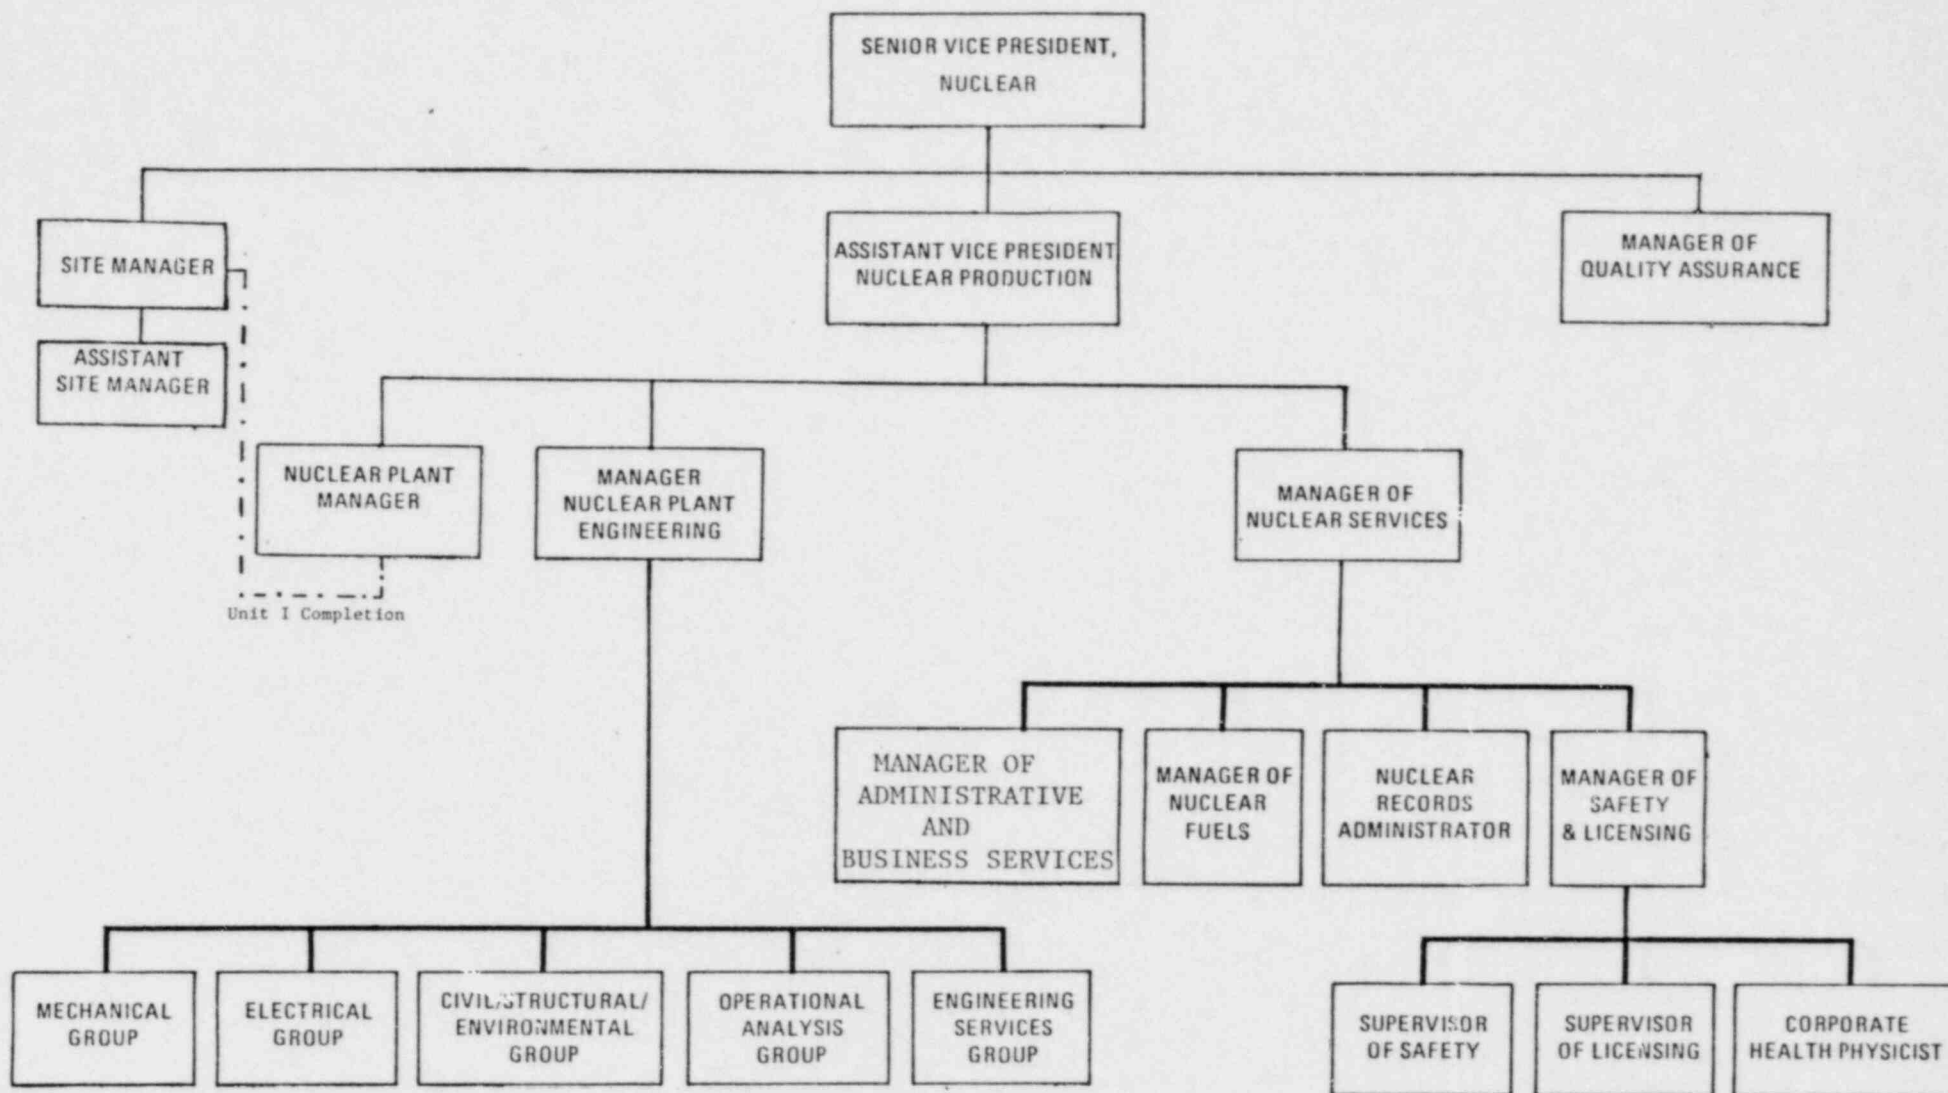 SENIOR VICE PRESIDENT,
NUCLEAR
SITE MANAGER
ASSISTANT VICE PRESIDENT
NUCLEAR PRODUCTION
MANAGER OF
QUALITY ASSURANCE
ASSISTANT
SITE MANAGER
NUCLEAR PLANT
MANAGER
MANAGER
NUCLEAR PLANT
ENGINEERING
MANAGER OF
NUCLEAR SERVICES
Unit I Completion
MANAGER OF
ADMINISTRATIVE
AND
BUSINESS SERVICES
MANAGER OF
NUCLEAR
FUELS
NUCLEAR
RECORDS
ADMINISTRATOR
MANAGER OF
SAFETY
& LICENSING
MECHANICAL
GROUP
ELECTRICAL
GROUP
CIVIL/STRUCTURAL/
ENVIRONMENTAL
GROUP
OPERATIONAL
ANALYSIS
GROUP
ENGINEERING
SERVICES
GROUP
SUPERVISOR
OF SAFETY
SUPERVISOR
OF LICENSING
CORPORATE
HEALTH PHYSICIST